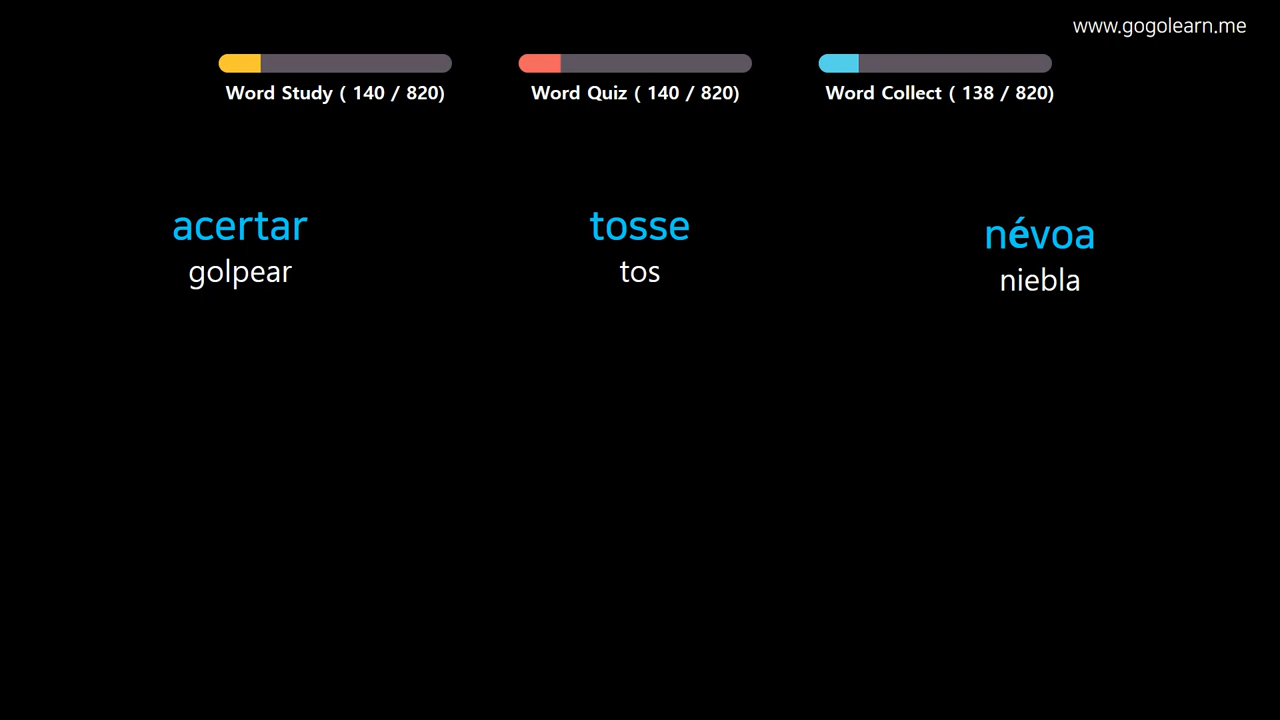 www.gogolearn.me
Word Study ( 140 / 820)
Word Quiz ( 140 / 820)
Word Collect ( 138 / 820)
acertar
golpear
tosse
tos
névoa
niebla